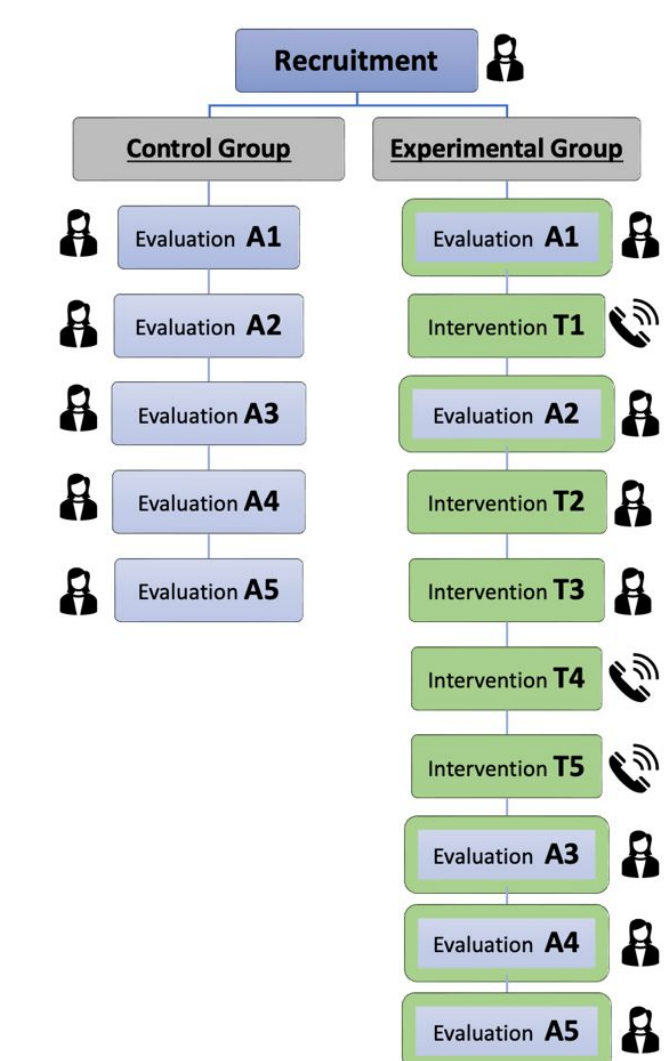 Recruitment
Control Group
Experimental Group
Evaluation A1
Evaluation A2
Evaluation A3
Evaluation A4
Evaluation A5
Evaluation A1
Intervention T1
Evaluation A2
Intervention T2
Intervention T3
Intervention T4
Intervention T5
Evaluation A3
Evaluation A4
Evaluation A5